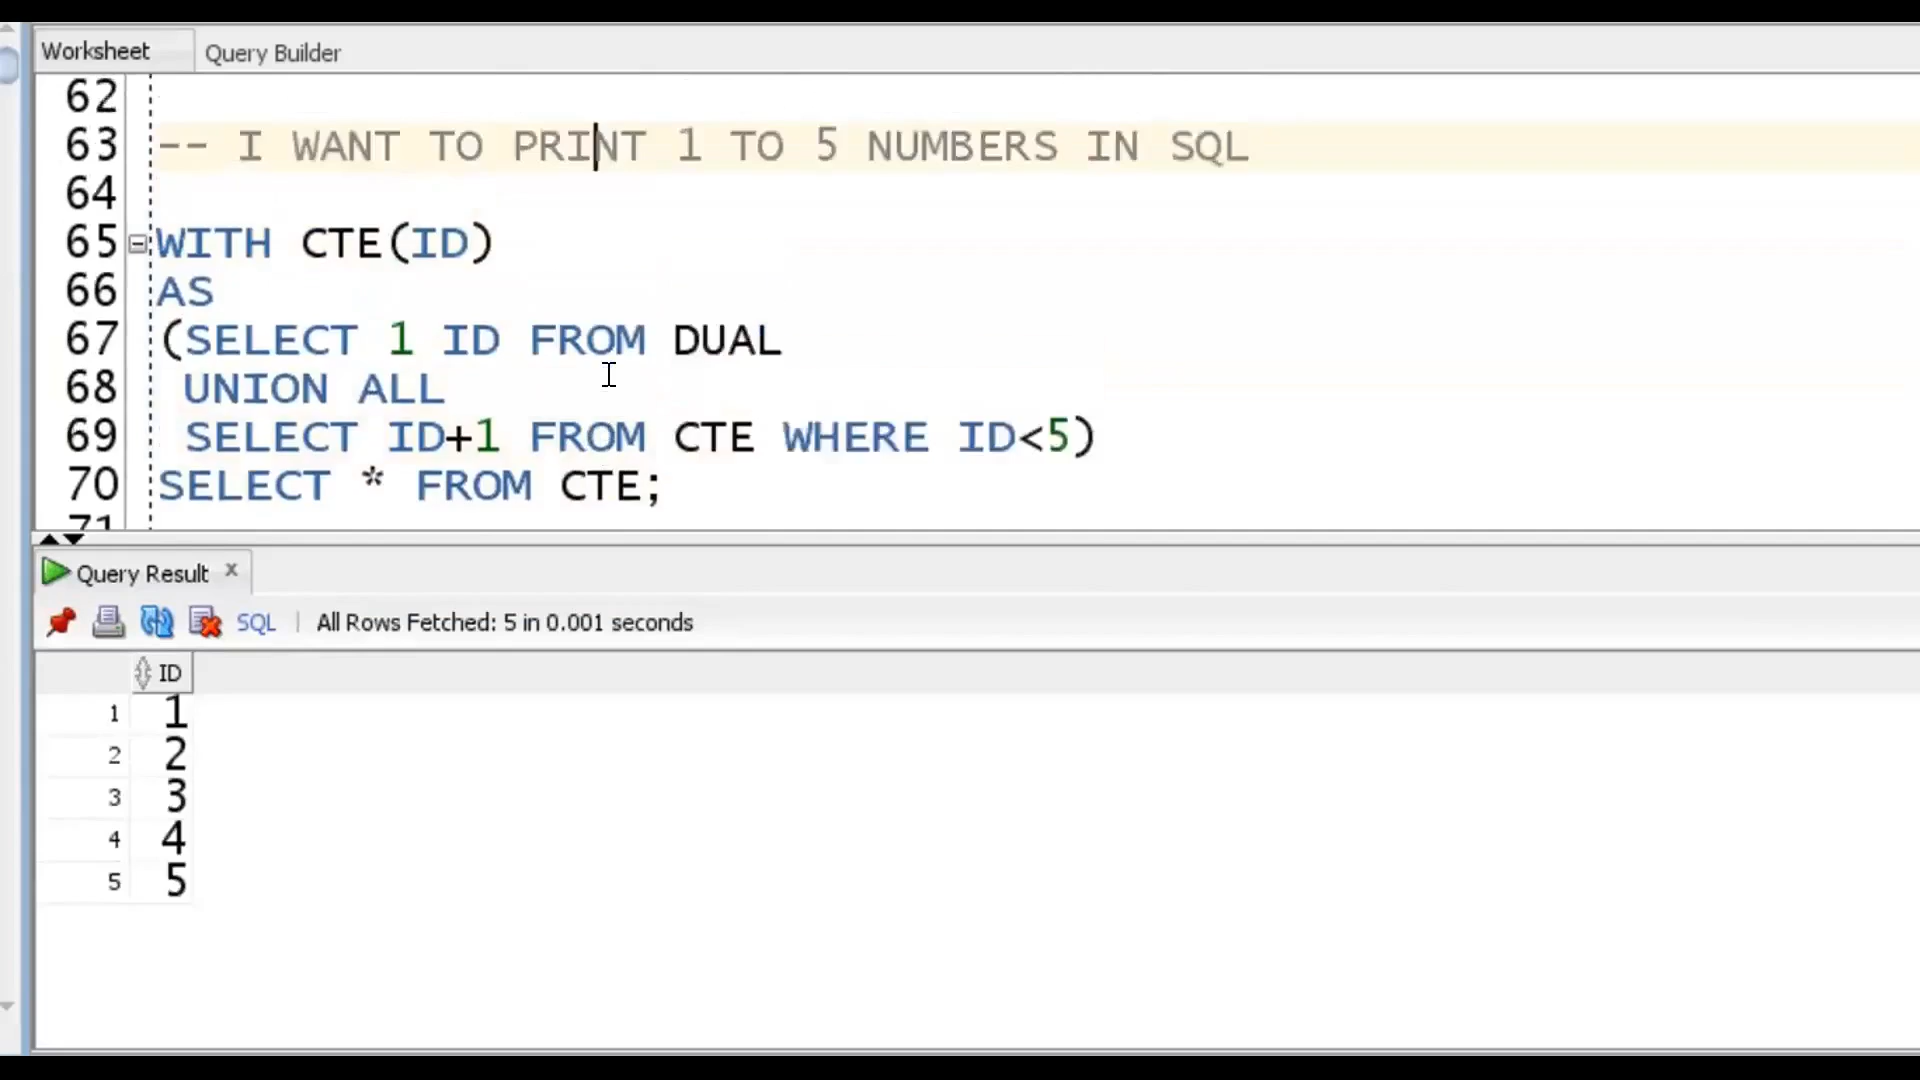 Worksheet Query Builder
62
63 -- I WANT TO PRINT 1 TO 5 NUMBERS IN SQL
64
65 WITH CTE(ID)
66 AS
67 (SELECT 1 ID FROM DUAL
68 UNION ALL
69 SELECT ID+1 FROM CTE WHERE ID<5)
70 SELECT * FROM CTE;
71
Query Result x
SQL | All Rows Fetched: 5 in 0.001 seconds
ID
1 1
2 2
3 3
4 4
5 5